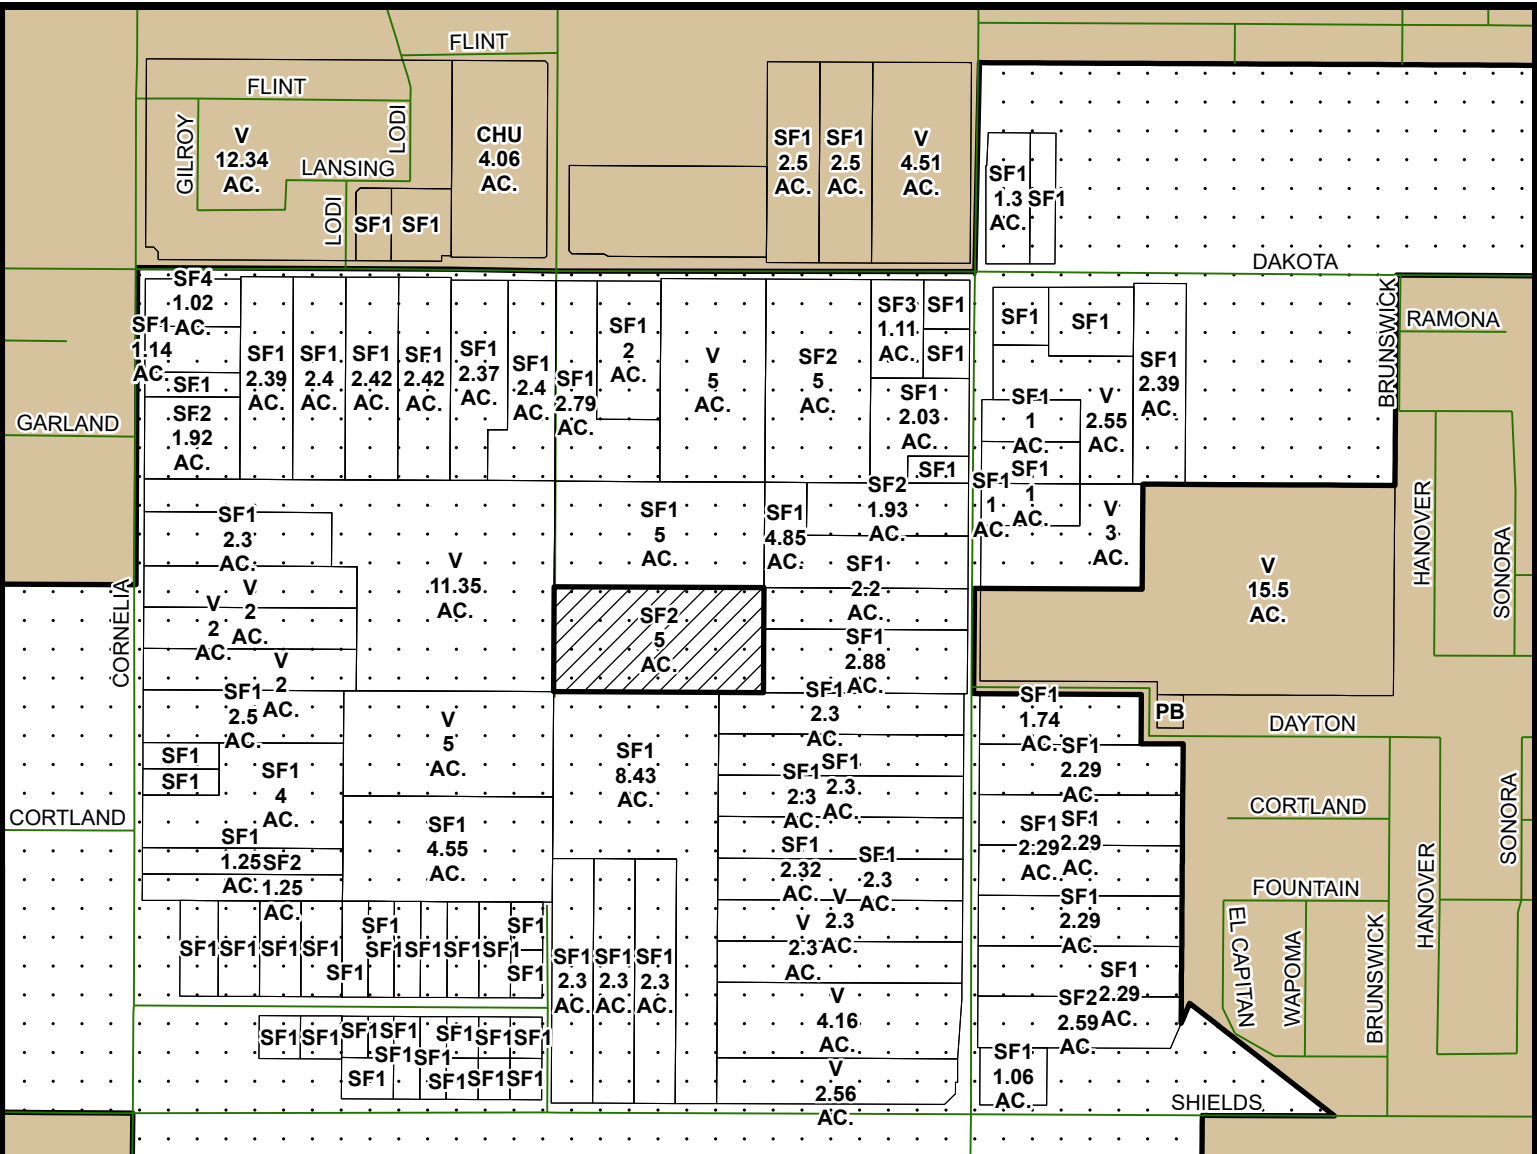 FLINT
FLINT
GILROY
LODI
V
12.34
AC.
LANSING
LODI
SF1
SF1
CHU
4.06
AC.
SF1
2.5
AC.
SF1
2.5
AC.
V
4.51
AC.
SF1
1.3
AC.
SF1
DAKOTA
BRUNSWICK
RAMONA
SF4
1.02
AC.
SF1
1.14
AC.
SF1
SF2
1.92
AC.
SF1
2.39
AC.
SF1
2.4
AC.
SF1
2.42
AC.
SF1
2.42
AC.
SF1
2.37
AC.
SF1
2.4
AC.
SF1
2.79
AC.
SF1
2
AC.
V
5
AC.
SF2
5
AC.
SF3
1.11
AC.
SF1
SF1
SF1
2.03
AC.
SF1
SF1
SF1
SF1
2.39
AC.
V
2.55
AC.
SF1
1
AC.
SF1
1
AC.
SF1
1
AC.
V
3
AC.
GARLAND
CORNELIA
SF1
2.3
AC.
V
2
AC.
V
2
AC.
V
2
AC.
V
11.35
AC.
SF1
5
AC.
SF1
4.85
AC.
SF2
1.93
AC.
SF1
2.2
AC.
SF2
5
AC.
SF1
2.88
AC.
V
15.5
AC.
HANOVER
SONORA
SF1
2.5
AC.
SF1
SF1
SF1
4
AC.
V
5
AC.
SF1
8.43
AC.
SF1
2.3
AC.
SF1
2.3
AC.
SF1
2.3
AC.
SF1
1.74
AC.
PB
DAYTON
SF1
2.29
AC.
CORTLAND
CORTLAND
SONORA
SF1
1.25
AC.
SF2
1.25
AC.
SF1
4.55
AC.
SF1
2.32
AC.
SF1
2.3
AC.
V
2.3
AC.
V
2.3
AC.
SF1
2.29
AC.
SF1
2.29
AC.
SF1
2.29
AC.
SF1
2.29
AC.
SF2
2.59
AC.
FOUNTAIN
EL CAPITAN
WAPOMA
BRUNSWICK
HANOVER
SF1
SF1
SF1
SF1
SF1
SF1
SF1
SF1
SF1
SF1
SF1
SF1
SF1
2.3
AC.
SF1
2.3
AC.
SF1
2.3
AC.
V
4.16
AC.
SF1
SF1
SF1
SF1
SF1
SF1
SF1
SF1
SF1
SF1
SF1
SF1
SF1
V
2.56
AC.
SF1
1.06
AC.
SHIELDS